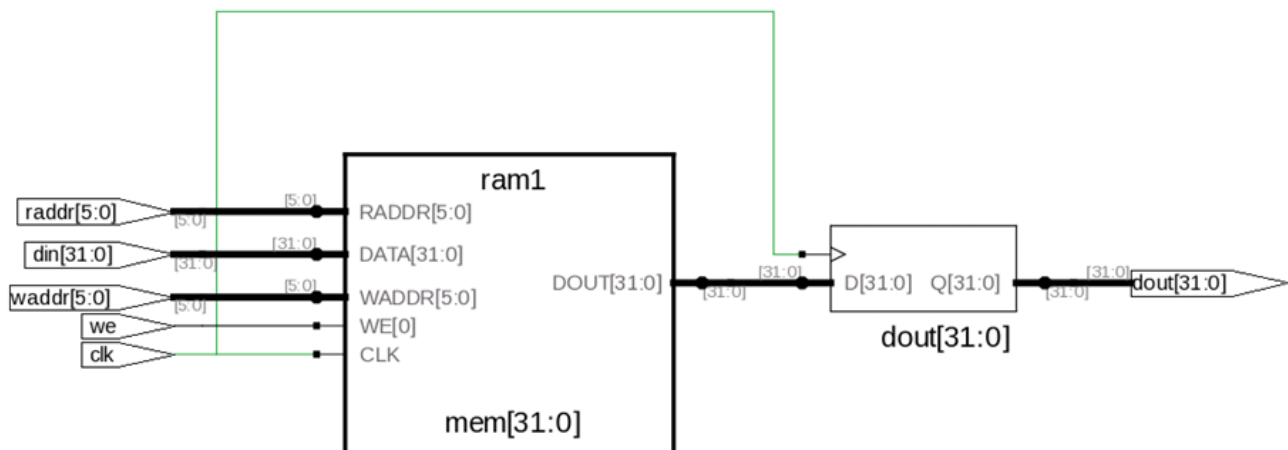 ram1
raddr[5:0] [5:0] [5:0] RADDR[5:0]
din[31:0] [31:0] [31:0] DATA[31:0]
waddr[5:0] [5:0] [5:0] WADDR[5:0]
we WE[0]
clk CLK
DOUT[31:0] [31:0] [31:0] D[31:0] Q[31:0] [31:0] [31:0] dout[31:0]
dout[31:0]
mem[31:0]